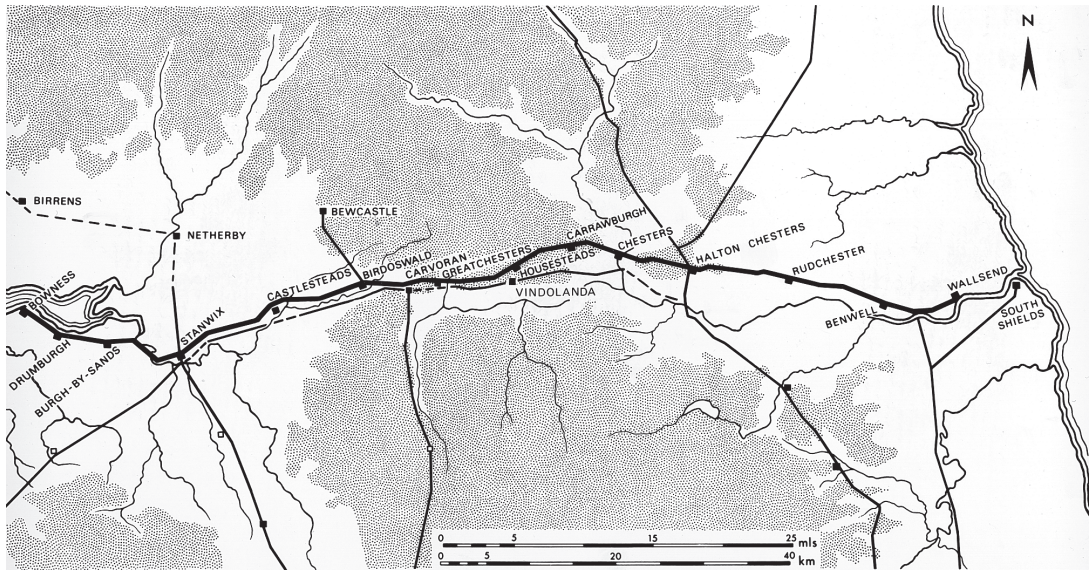 N
BIRRENS
NETHERBY
BEWCASTLE
BOWNESS
DRUMBURGH
BURGH-BY-SANDS
STANWIX
CASTLESTEADS
BIRDOSWALD
CARVORAN
GREATCHESTERS
HOUSESTEADS
VINDOLANDA
CARRAWBURGH
CHESTERS
HALTON CHESTERS
RUDCHESTER
BENWELL
WALLSEND
SOUTH
SHIELDS
0 5 15 25 mls
0 5 20 40 km